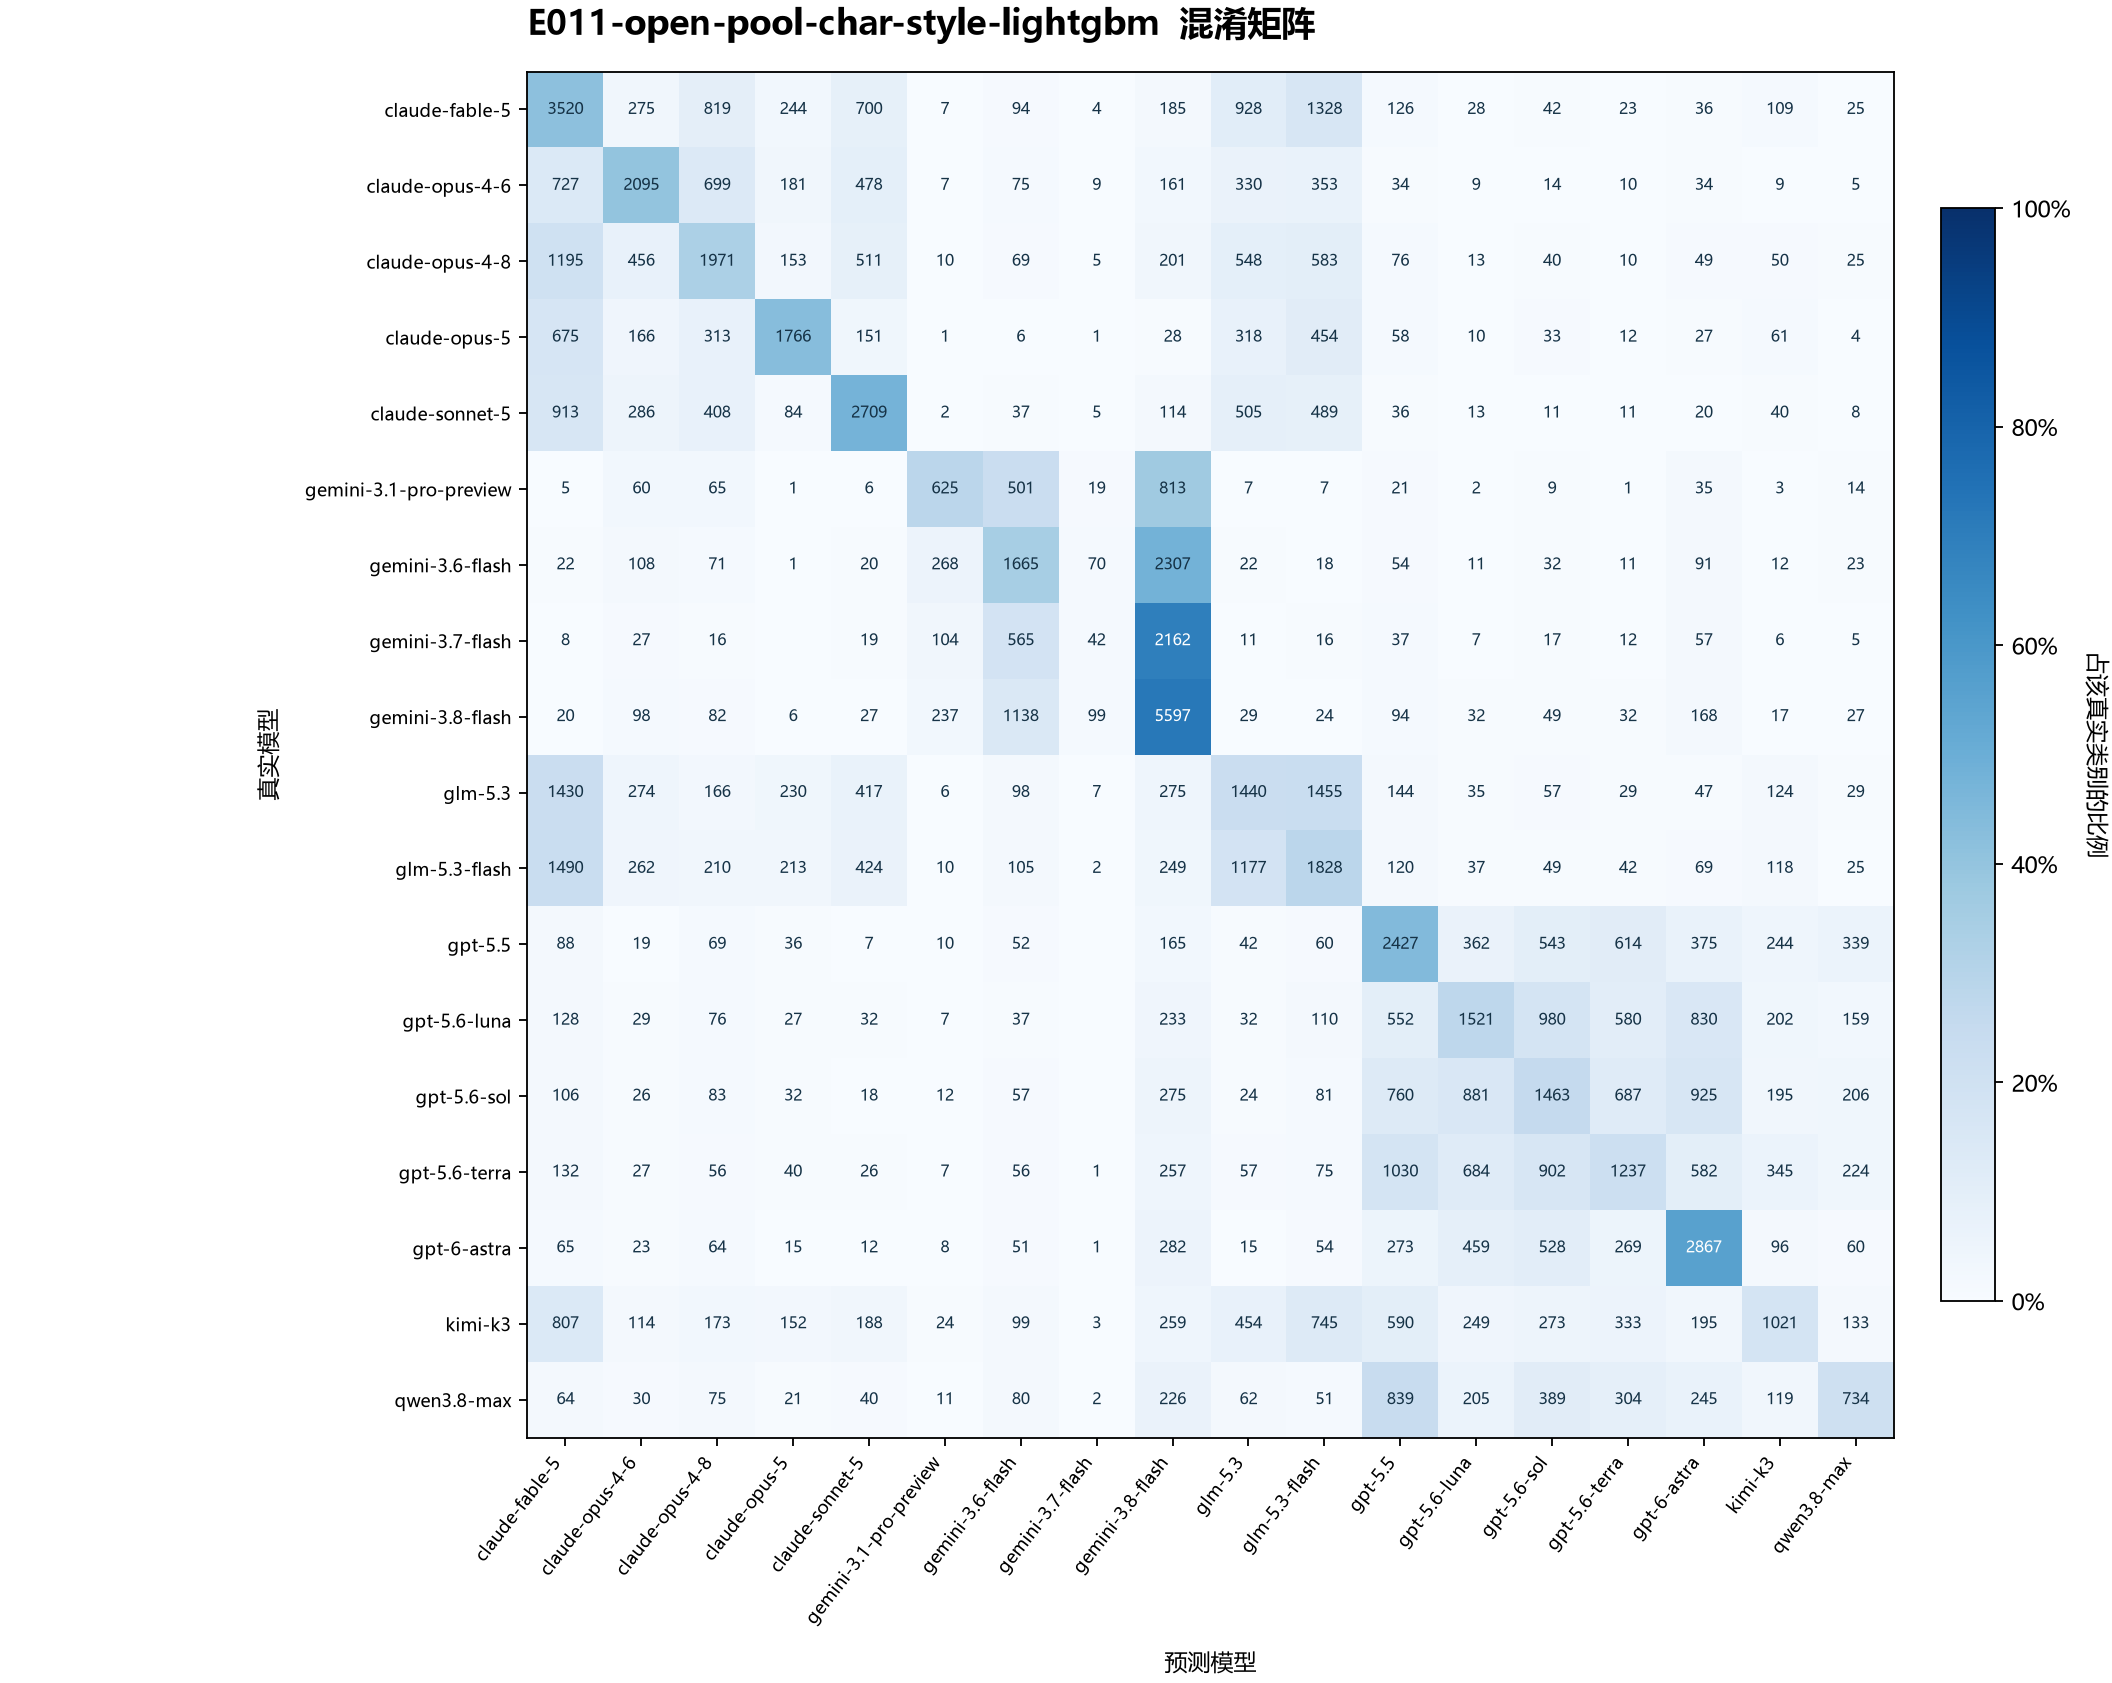 E011-open-pool-char-style-lightgbm 混淆矩阵
claude-fable-5 3520 275 819 244 700 7 94 4 185 928 1328 126 28 42 23 36 109 25
claude-opus-4-6 727 2095 699 181 478 7 75 9 161 330 353 34 9 14 10 34 9 5
claude-opus-4-8 1195 456 1971 153 511 10 69 5 201 548 583 76 13 40 10 49 50 25
claude-opus-5 675 166 313 1766 151 1 6 1 28 318 454 58 10 33 12 27 61 4
claude-sonnet-5 913 286 408 84 2709 2 37 5 114 505 489 36 13 11 11 20 40 8
gemini-3.1-pro-preview 5 60 65 1 6 625 501 19 813 7 7 21 2 9 1 35 3 14
gemini-3.6-flash 22 108 71 1 20 268 1665 70 2307 22 18 54 11 32 11 91 12 23
gemini-3.7-flash 8 27 16 19 104 565 42 2162 11 16 37 7 17 12 57 6 5
gemini-3.8-flash 20 98 82 6 27 237 1138 99 5597 29 24 94 32 49 32 168 17 27
glm-5.3 1430 274 166 230 417 6 98 7 275 1440 1455 144 35 57 29 47 124 29
glm-5.3-flash 1490 262 210 213 424 10 105 2 249 1177 1828 120 37 49 42 69 118 25
gpt-5.5 88 19 69 36 7 10 52 165 42 60 2427 362 543 614 375 244 339
gpt-5.6-luna 128 29 76 27 32 7 37 233 32 110 552 1521 980 580 830 202 159
gpt-5.6-sol 106 26 83 32 18 12 57 275 24 81 760 881 1463 687 925 195 206
gpt-5.6-terra 132 27 56 40 26 7 56 1 257 57 75 1030 684 902 1237 582 345 224
gpt-6-astra 65 23 64 15 12 8 51 1 282 15 54 273 459 528 269 2867 96 60
kimi-k3 807 114 173 152 188 24 99 3 259 454 745 590 249 273 333 195 1021 133
qwen3.8-max 64 30 75 21 40 11 80 2 226 62 51 839 205 389 304 245 119 734
claude-fable-5
claude-opus-4-6
claude-opus-4-8
claude-opus-5
claude-sonnet-5
gemini-3.1-pro-preview
gemini-3.6-flash
gemini-3.7-flash
gemini-3.8-flash
glm-5.3
glm-5.3-flash
gpt-5.5
gpt-5.6-luna
gpt-5.6-sol
gpt-5.6-terra
gpt-6-astra
kimi-k3
qwen3.8-max
预测模型
真实模型
100%
80%
60%
40%
20%
0%
占该真实类别的比例